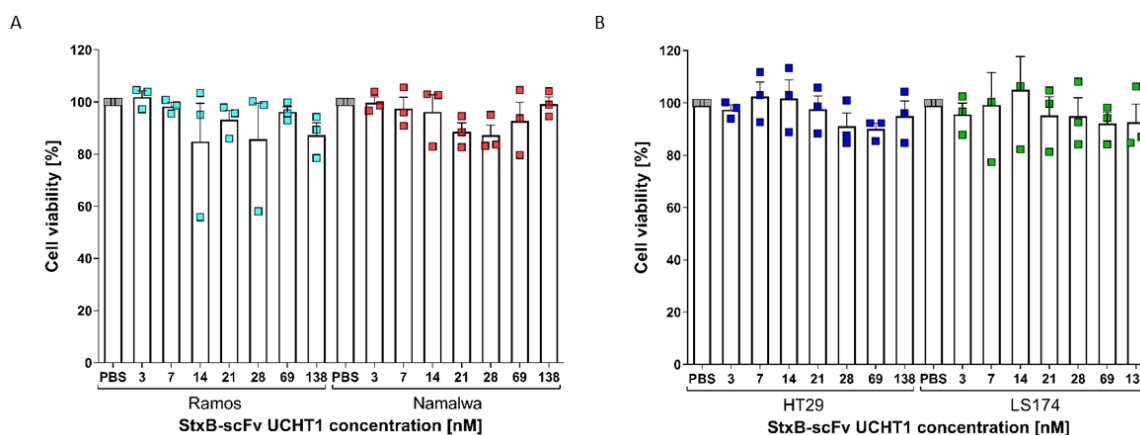 A
B
Cell viability [%]
120
100
80
60
40
20
0
PBS 3 7 14 21 28 69 138 PBS 3 7 14 21 28 69 138
Ramos Namalwa
StxB-scFv UCHT1 concentration [nM]
Cell viability [%]
120
100
80
60
40
20
0
PBS 3 7 14 21 28 69 138 PBS 3 7 14 21 28 69 13
HT29 LS174
StxB-scFv UCHT1 concentration [nM]